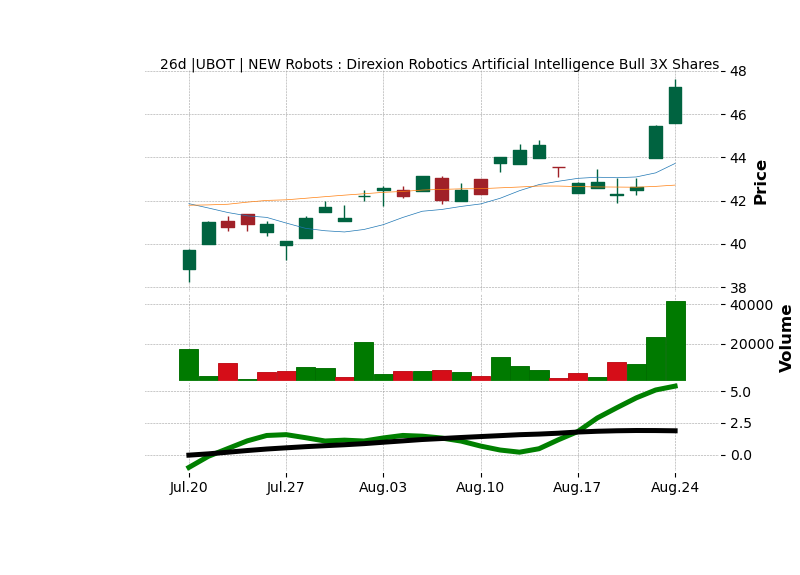 26d |UBOT | NEW Robots : Direxion Robotics Artificial Intelligence Bull 3X Shares
48
46
44
42
40
38
Price
40000
20000
Volume
5.0
2.5
0.0
Jul.20 Jul.27 Aug.03 Aug.10 Aug.17 Aug.24